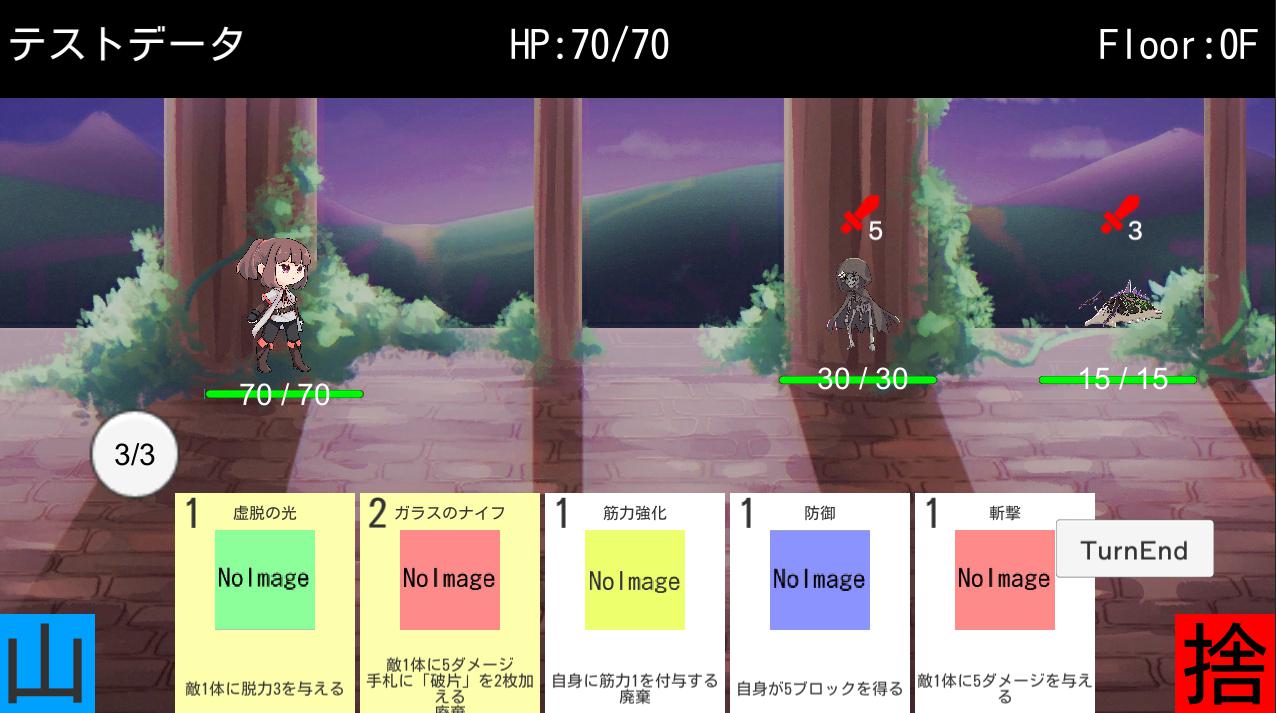 テストデータ
HP:70/70
Floor:0F
5
3
70 / 70
30 / 30
15 / 15
3/3
1
虚脱の光
NoImage
敵1体に脱力3を与える
2
ガラスのナイフ
NoImage
敵1体に5ダメージ
手札に「破片」を2枚加
える
廃棄
1
筋力強化
NoImage
自身に筋力1を付与する
廃棄
1
防御
NoImage
自身が5ブロックを得る
1
斬撃
NoImage
敵1体に5ダメージを与え
る
TurnEnd
山
捨